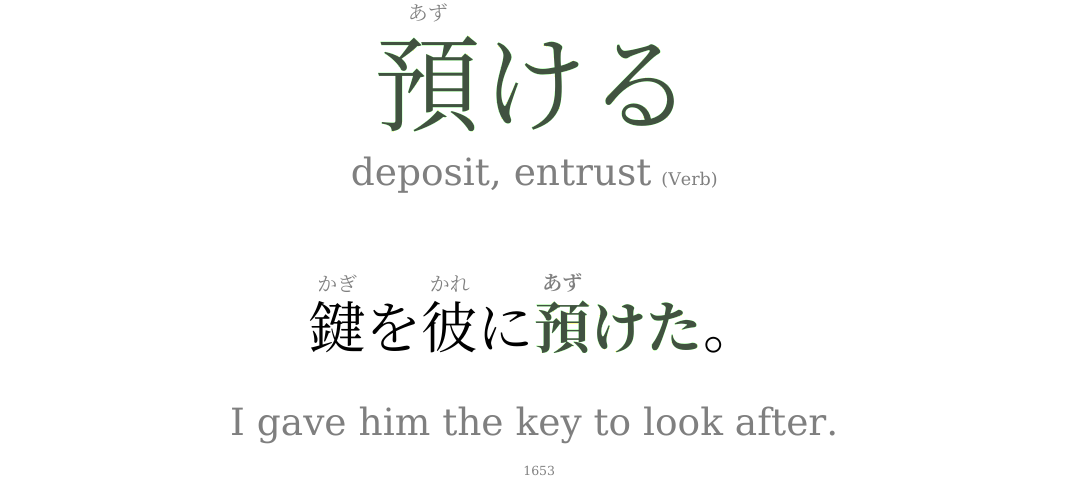 あず
預ける
deposit, entrust (Verb)
かぎ かれ あず
鍵を彼に預けた。
I gave him the key to look after.
1653